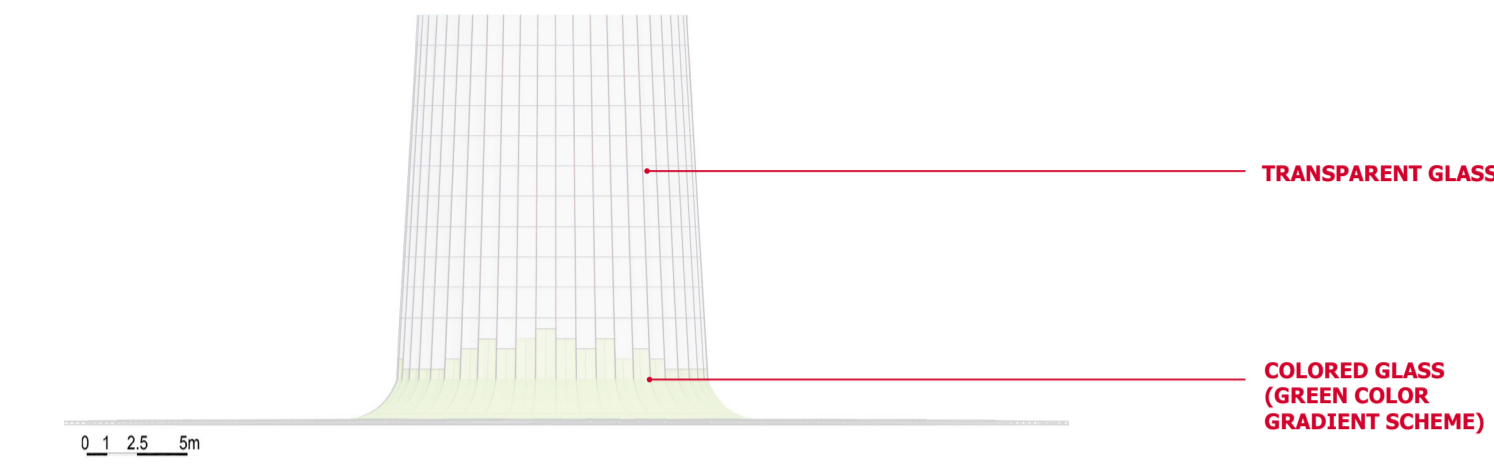 TRANSPARENT GLASS
COLORED GLASS
(GREEN COLOR
GRADIENT SCHEME)
0 1 2.5 5m